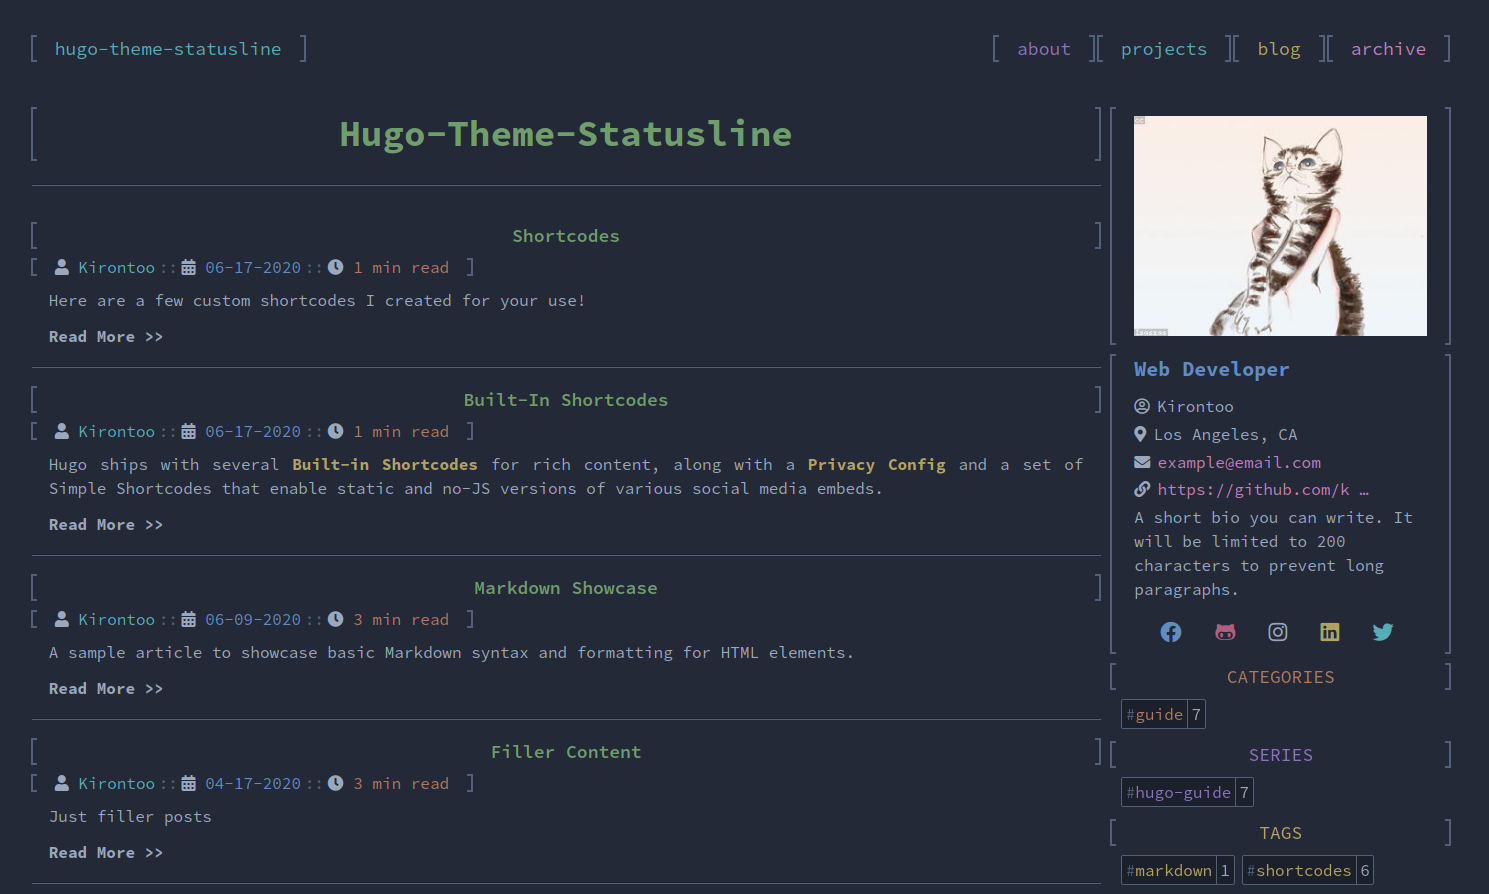 hugo-theme-statusline
about projects blog archive
Hugo-Theme-Statusline
Shortcodes
Kirontoo :: 06-17-2020 :: 1 min read
Here are a few custom shortcodes I created for your use!
Read More >>
Built-In Shortcodes
Kirontoo :: 06-17-2020 :: 1 min read
Hugo ships with several Built-in Shortcodes for rich content, along with a Privacy Config and a set of
Simple Shortcodes that enable static and no-JS versions of various social media embeds.
Read More >>
Markdown Showcase
Kirontoo :: 06-09-2020 :: 3 min read
A sample article to showcase basic Markdown syntax and formatting for HTML elements.
Read More >>
Filler Content
Kirontoo :: 04-17-2020 :: 3 min read
Just filler posts
Read More >>
Web Developer
Kirontoo
Los Angeles, CA
example@email.com
https://github.com/k …
A short bio you can write. It
will be limited to 200
characters to prevent long
paragraphs.
CATEGORIES
#guide 7
SERIES
#hugo-guide 7
TAGS
#markdown 1 #shortcodes 6